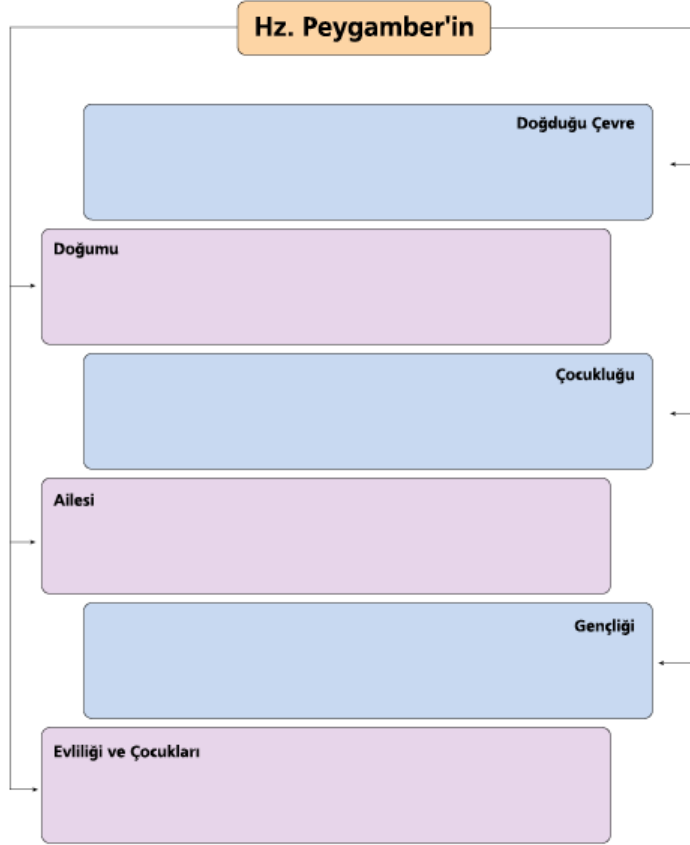 Hz. Peygamber'in
Doğduğu Çevre
Doğumu
Çocukluğu
Ailesi
Gençliği
Evliliği ve Çocukları